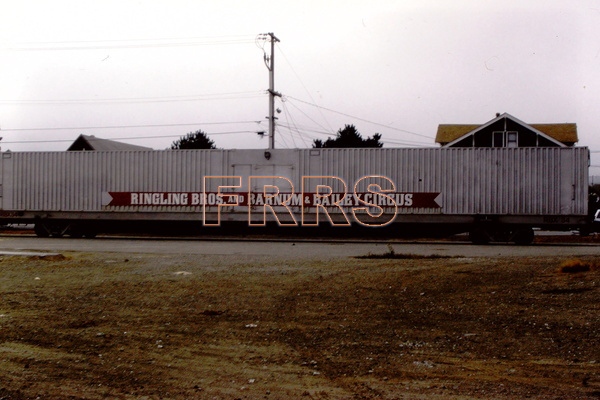 RINGLING BROS. AND BARNUM & BAILEY CIRCUS
FRRS